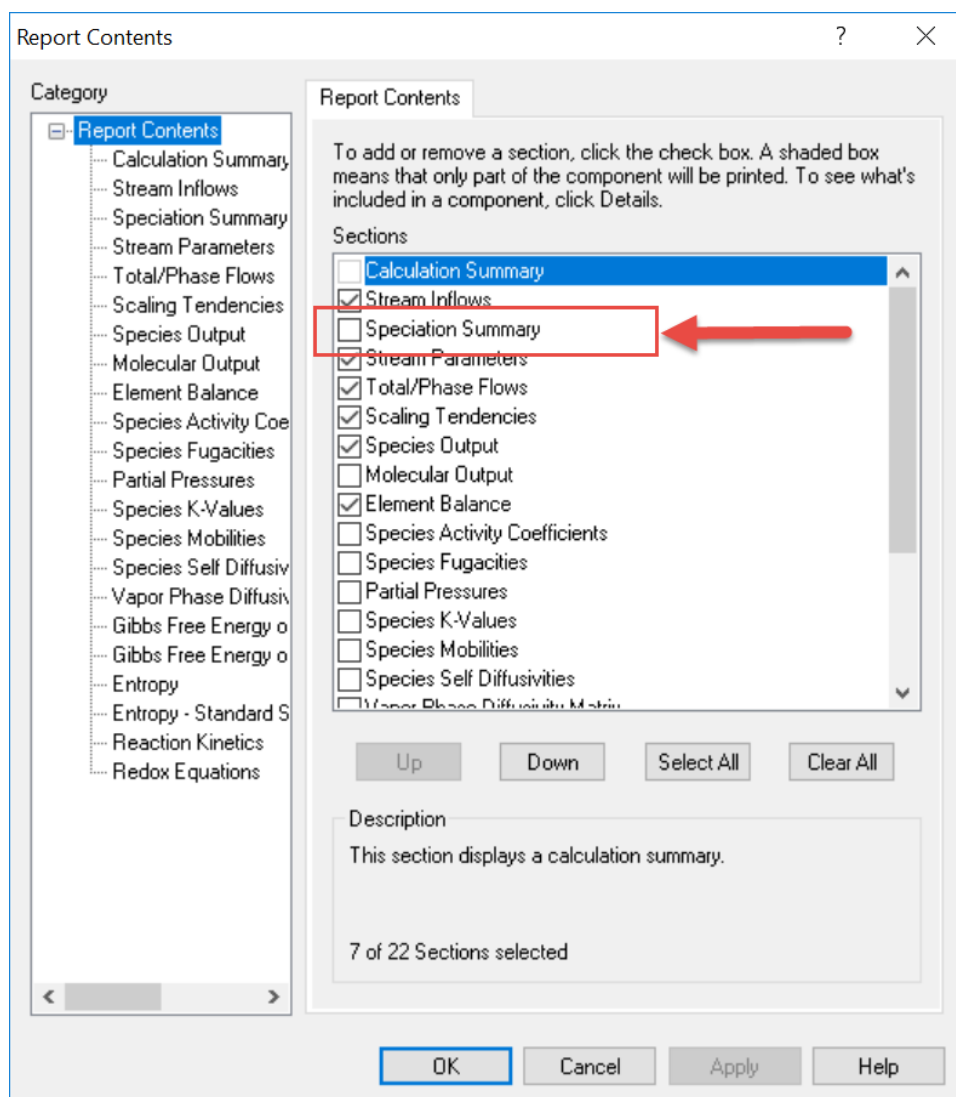 Report Contents
?
Category
Report Contents
Calculation Summary
Stream Inflows
Speciation Summary
Stream Parameters
Total/Phase Flows
Scaling Tendencies
Species Output
Molecular Output
Element Balance
Species Activity Coe
Species Fugacities
Partial Pressures
Species K-Values
Species Mobilities
Species Self Diffusiv
Vapor Phase Diffusiv
Gibbs Free Energy o
Gibbs Free Energy o
Entropy
Entropy - Standard S
Reaction Kinetics
Redox Equations
Report Contents
To add or remove a section, click the check box. A shaded box
means that only part of the component will be printed. To see what's
included in a component, click Details.
Sections
Calculation Summary
Stream Inflows
Speciation Summary
Stream Parameters
Total/Phase Flows
Scaling Tendencies
Species Output
Molecular Output
Element Balance
Species Activity Coefficients
Species Fugacities
Partial Pressures
Species K-Values
Species Mobilities
Species Self Diffusivities
Vapor Phase Diffusivity Matrix
Up Down Select All Clear All
Description
This section displays a calculation summary.
7 of 22 Sections selected
OK Cancel Apply Help